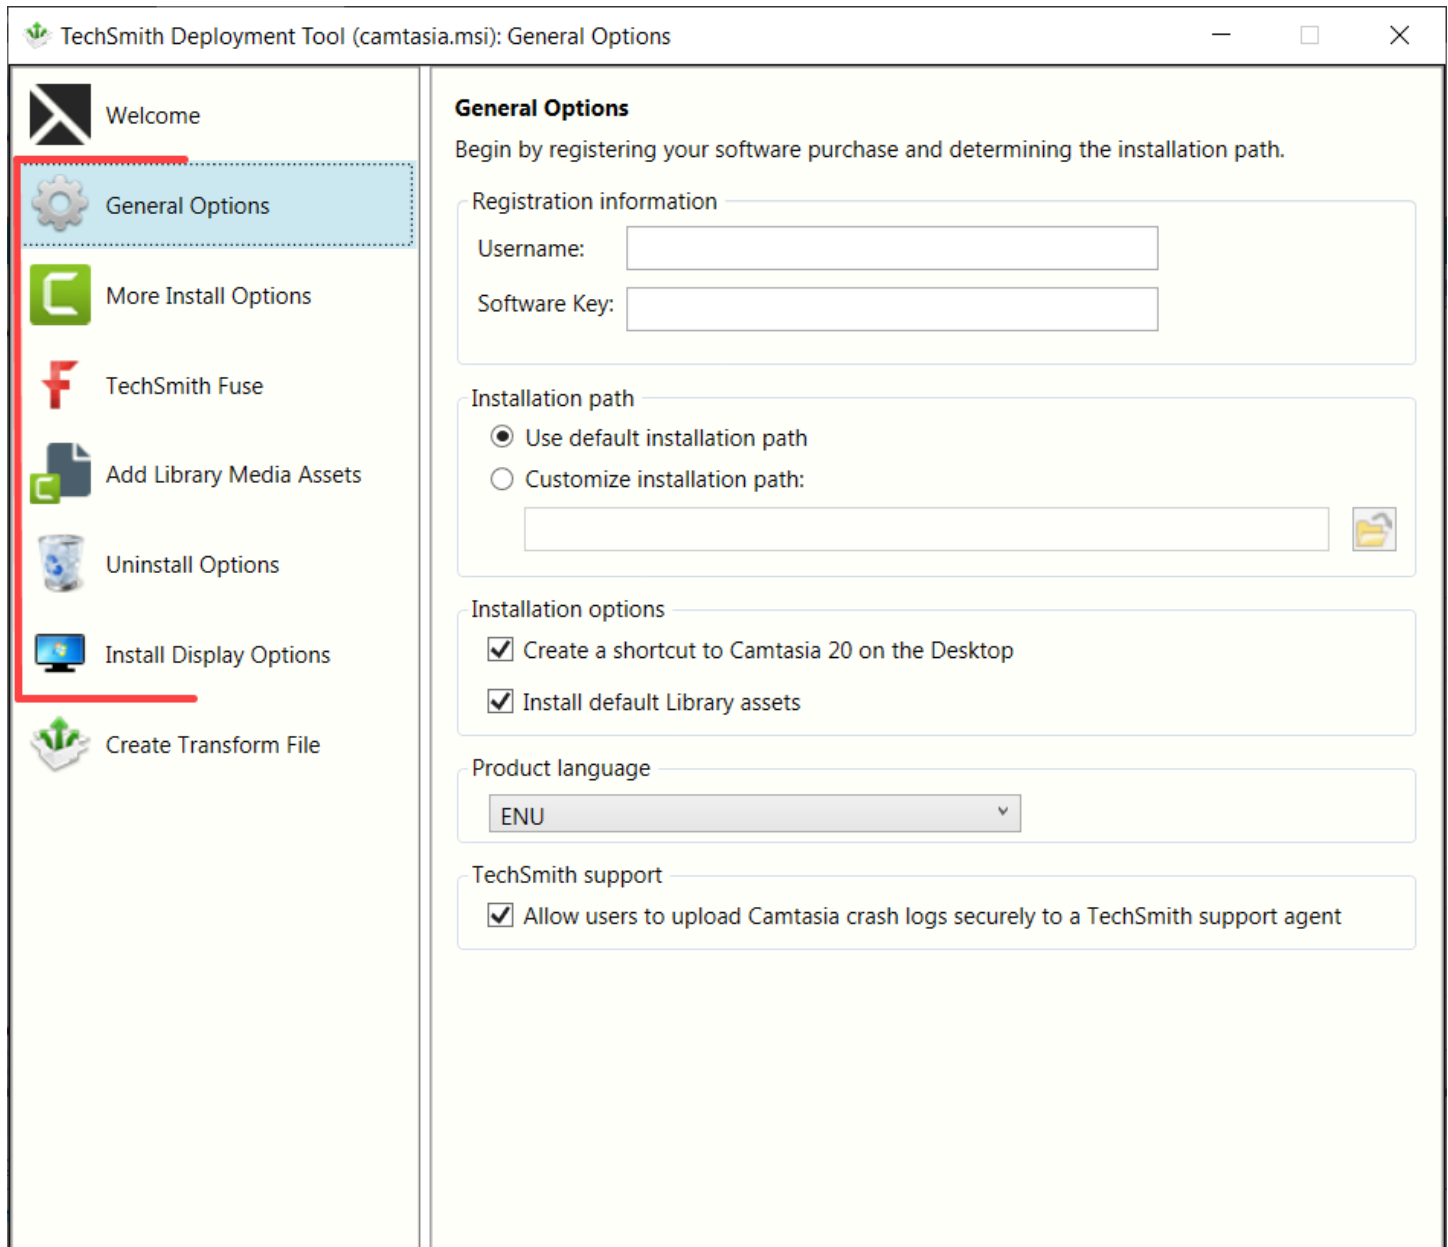 TechSmith Deployment Tool (camtasia.msi): General Options
Welcome
General Options
More Install Options
TechSmith Fuse
Add Library Media Assets
Uninstall Options
Install Display Options
Create Transform File
General Options
Begin by registering your software purchase and determining the installation path.
Registration information
Username:
Software Key:
Installation path
Use default installation path
Customize installation path:
Installation options
Create a shortcut to Camtasia 20 on the Desktop
Install default Library assets
Product language
ENU
TechSmith support
Allow users to upload Camtasia crash logs securely to a TechSmith support agent